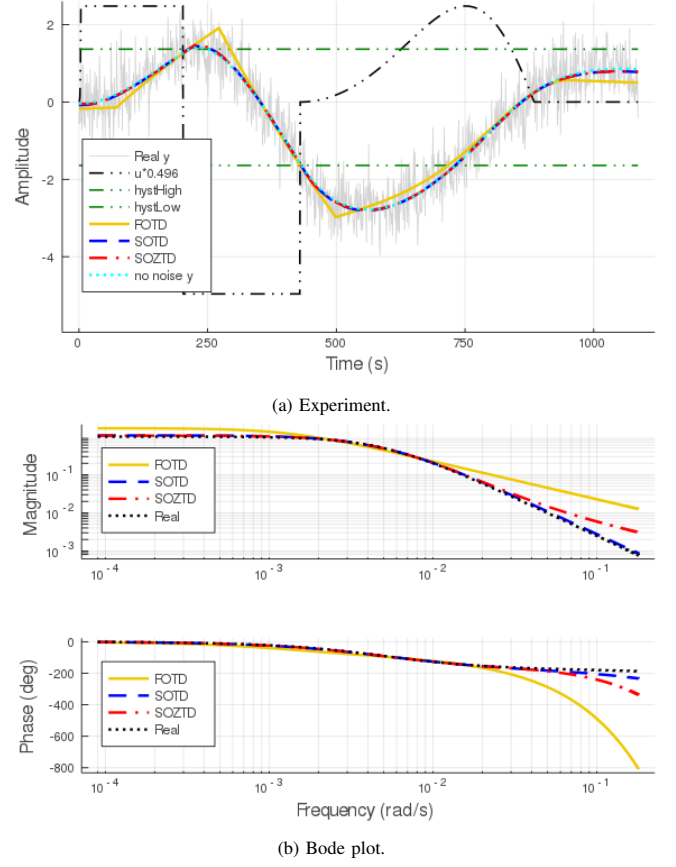 2
0
-2
-4
Amplitude
Real y
u*0.496
hystHigh
hystLow
FOTD
SOTD
SOZTD
no noise y
0
250
500
750
1000
Time (s)
(a) Experiment.
Magnitude
10⁻¹
10⁻²
10⁻³
FOTD
SOTD
SOZTD
Real
10⁻⁴
10⁻³
10⁻²
10⁻¹
Phase (deg)
0
-200
-400
-600
-800
FOTD
SOTD
SOZTD
Real
10⁻⁴
10⁻³
10⁻²
10⁻¹
Frequency (rad/s)
(b) Bode plot.